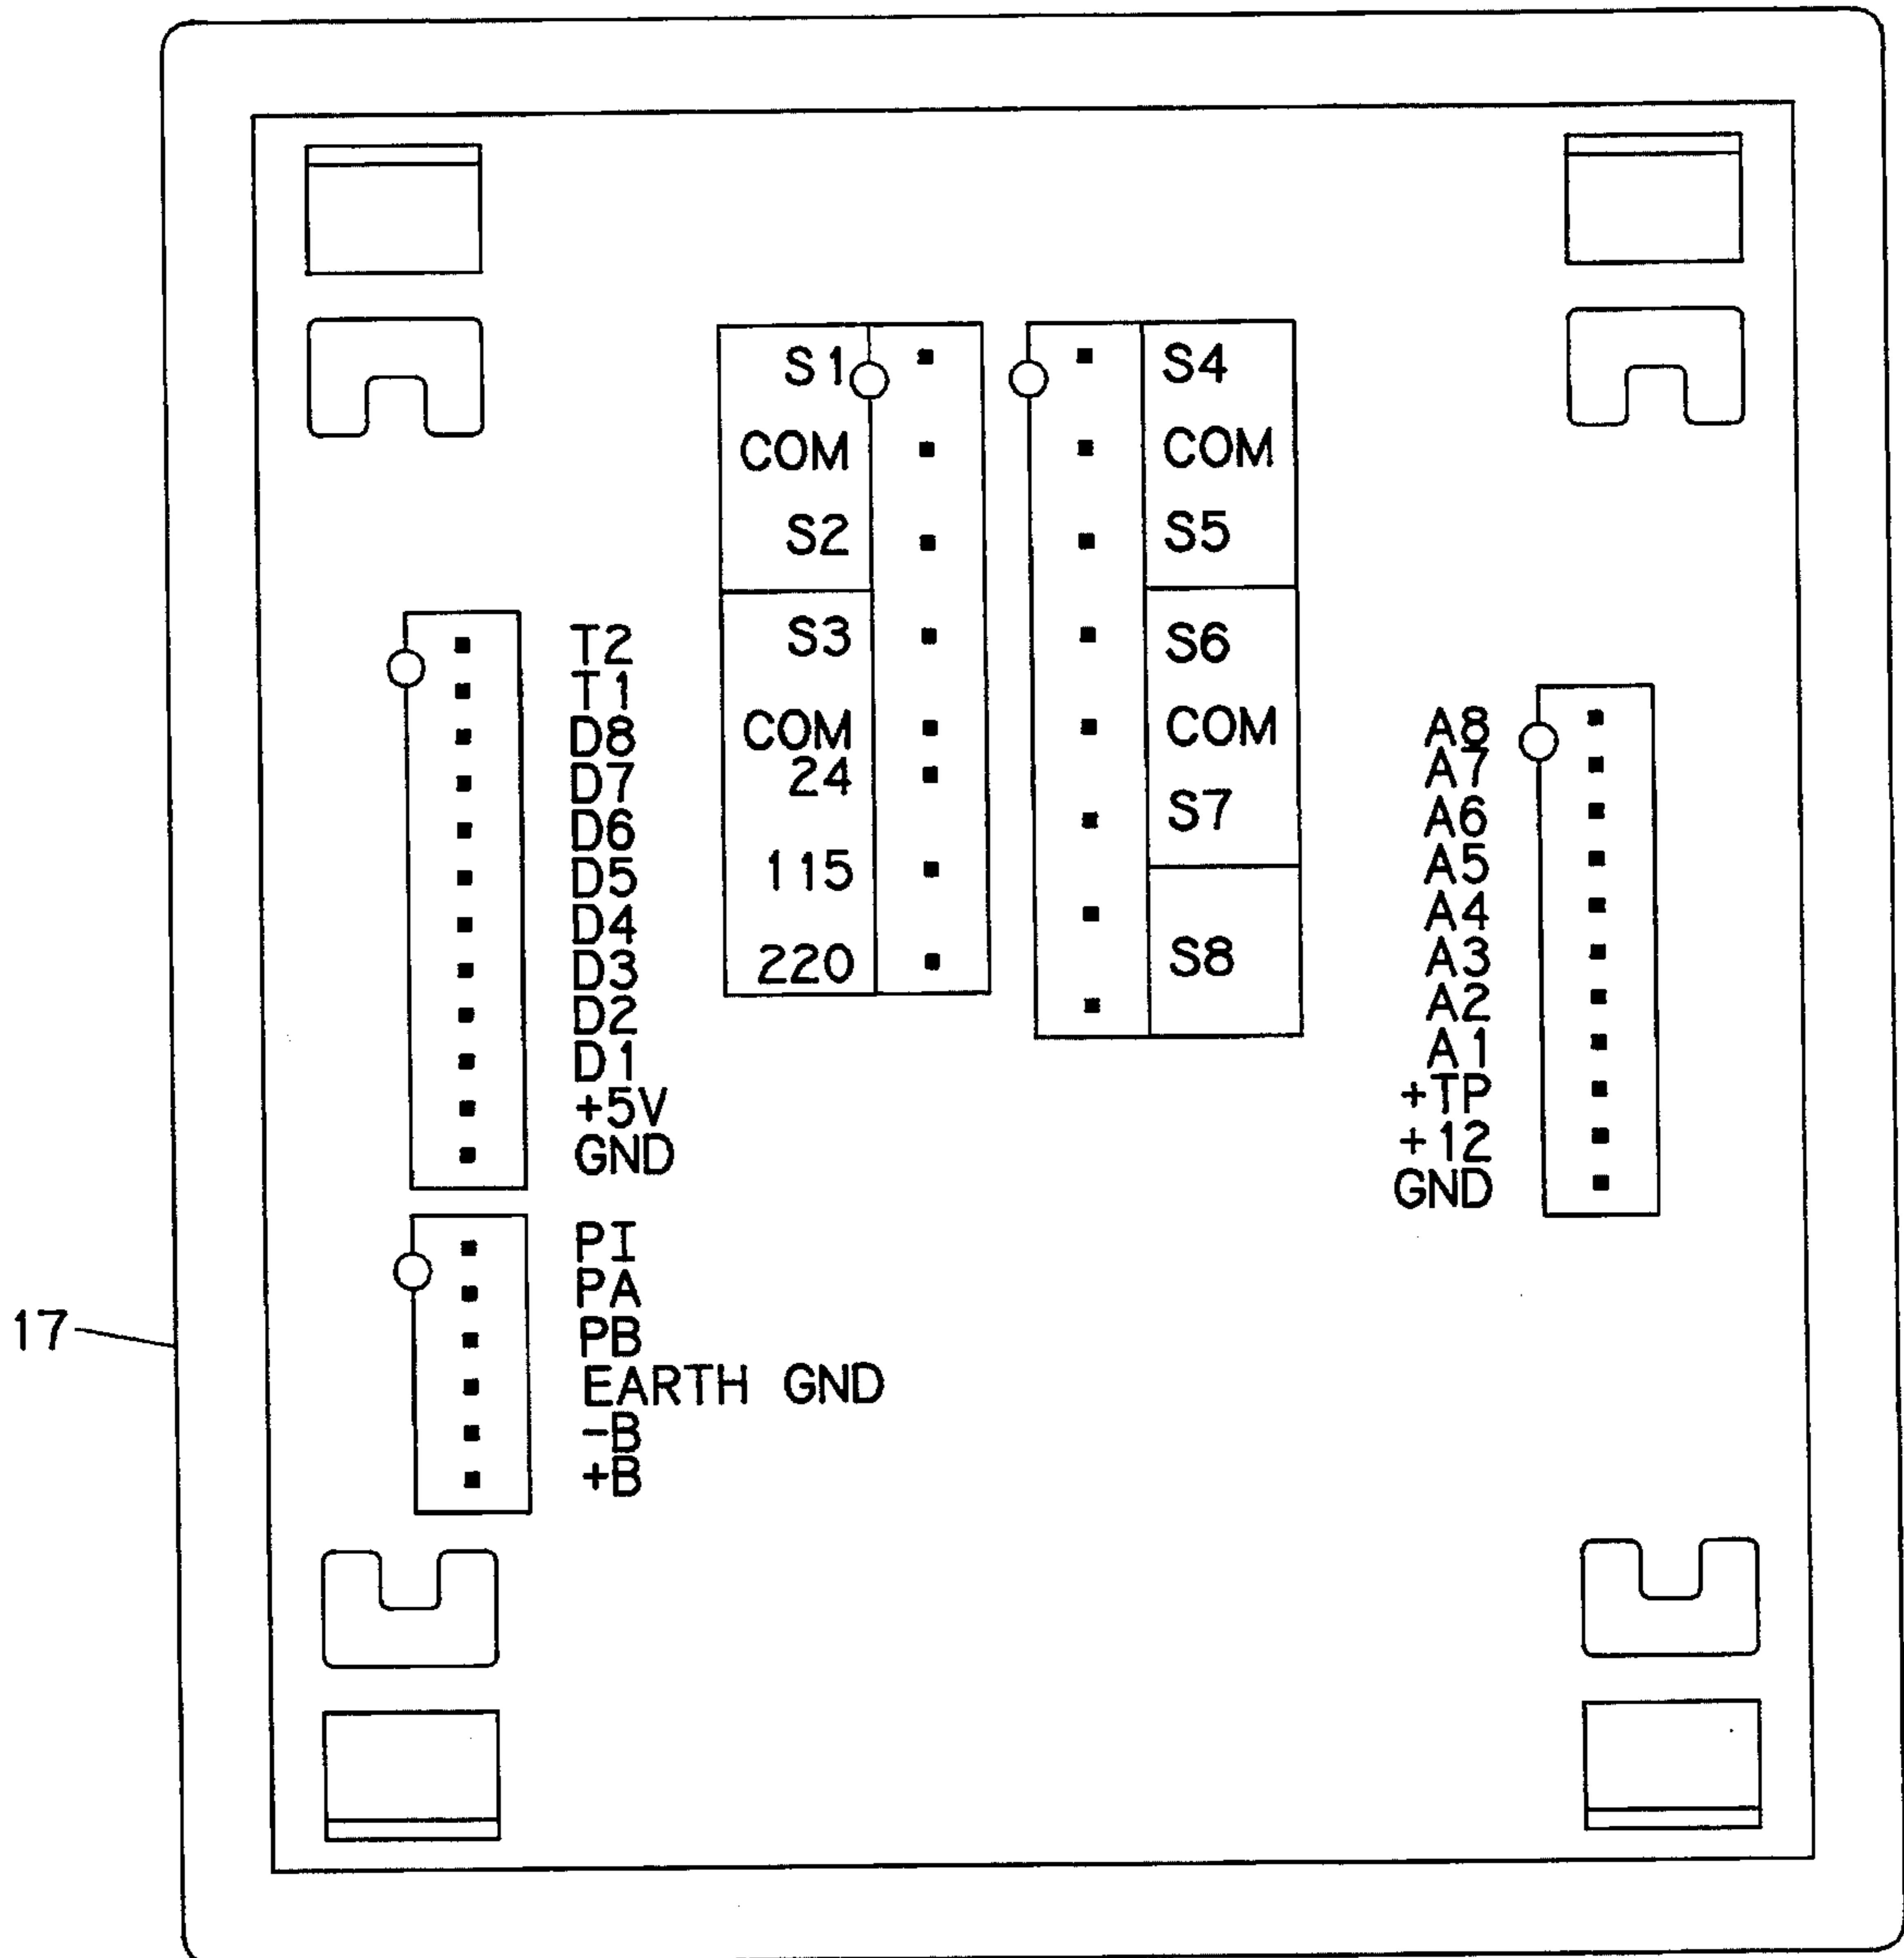 S1
COM
S2
S3
COM
24
115
220
S4
COM
S5
S6
COM
S7
S8
T2
T1
D8
D7
D6
D5
D4
D3
D2
D1
+5V
GND
PI
PA
PB
EARTH GND
-B
+B
A8
A7
A6
A5
A4
A3
A2
A1
+TP
+12
GND
17